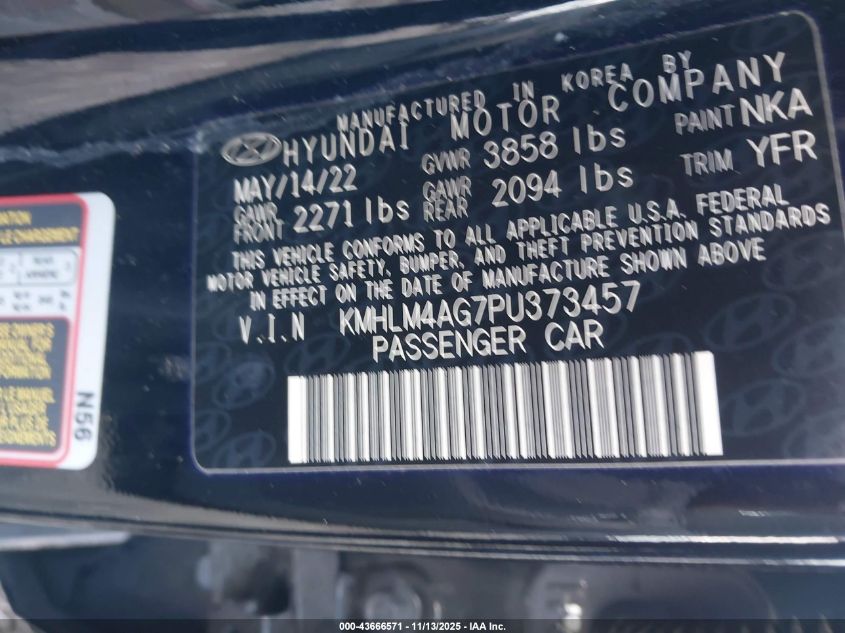 MANUFACTURED IN KOREA BY
HYUNDAI MOTOR COMPANY
MAY/14/22 GVWR 3858 lbs PAINT NKA
GAWR FRONT 2271 lbs GAWR REAR 2094 lbs TRIM YFR
THIS VEHICLE CONFORMS TO ALL APPLICABLE U.S.A. FEDERAL
MOTOR VEHICLE SAFETY, BUMPER, AND THEFT PREVENTION STANDARDS
IN EFFECT ON THE DATE OF MANUFACTURE SHOWN ABOVE
V.I.N KMHLM4AG7PU373457
PASSENGER CAR
N56
000-43666571 - 11/13/2025 - IAA Inc.